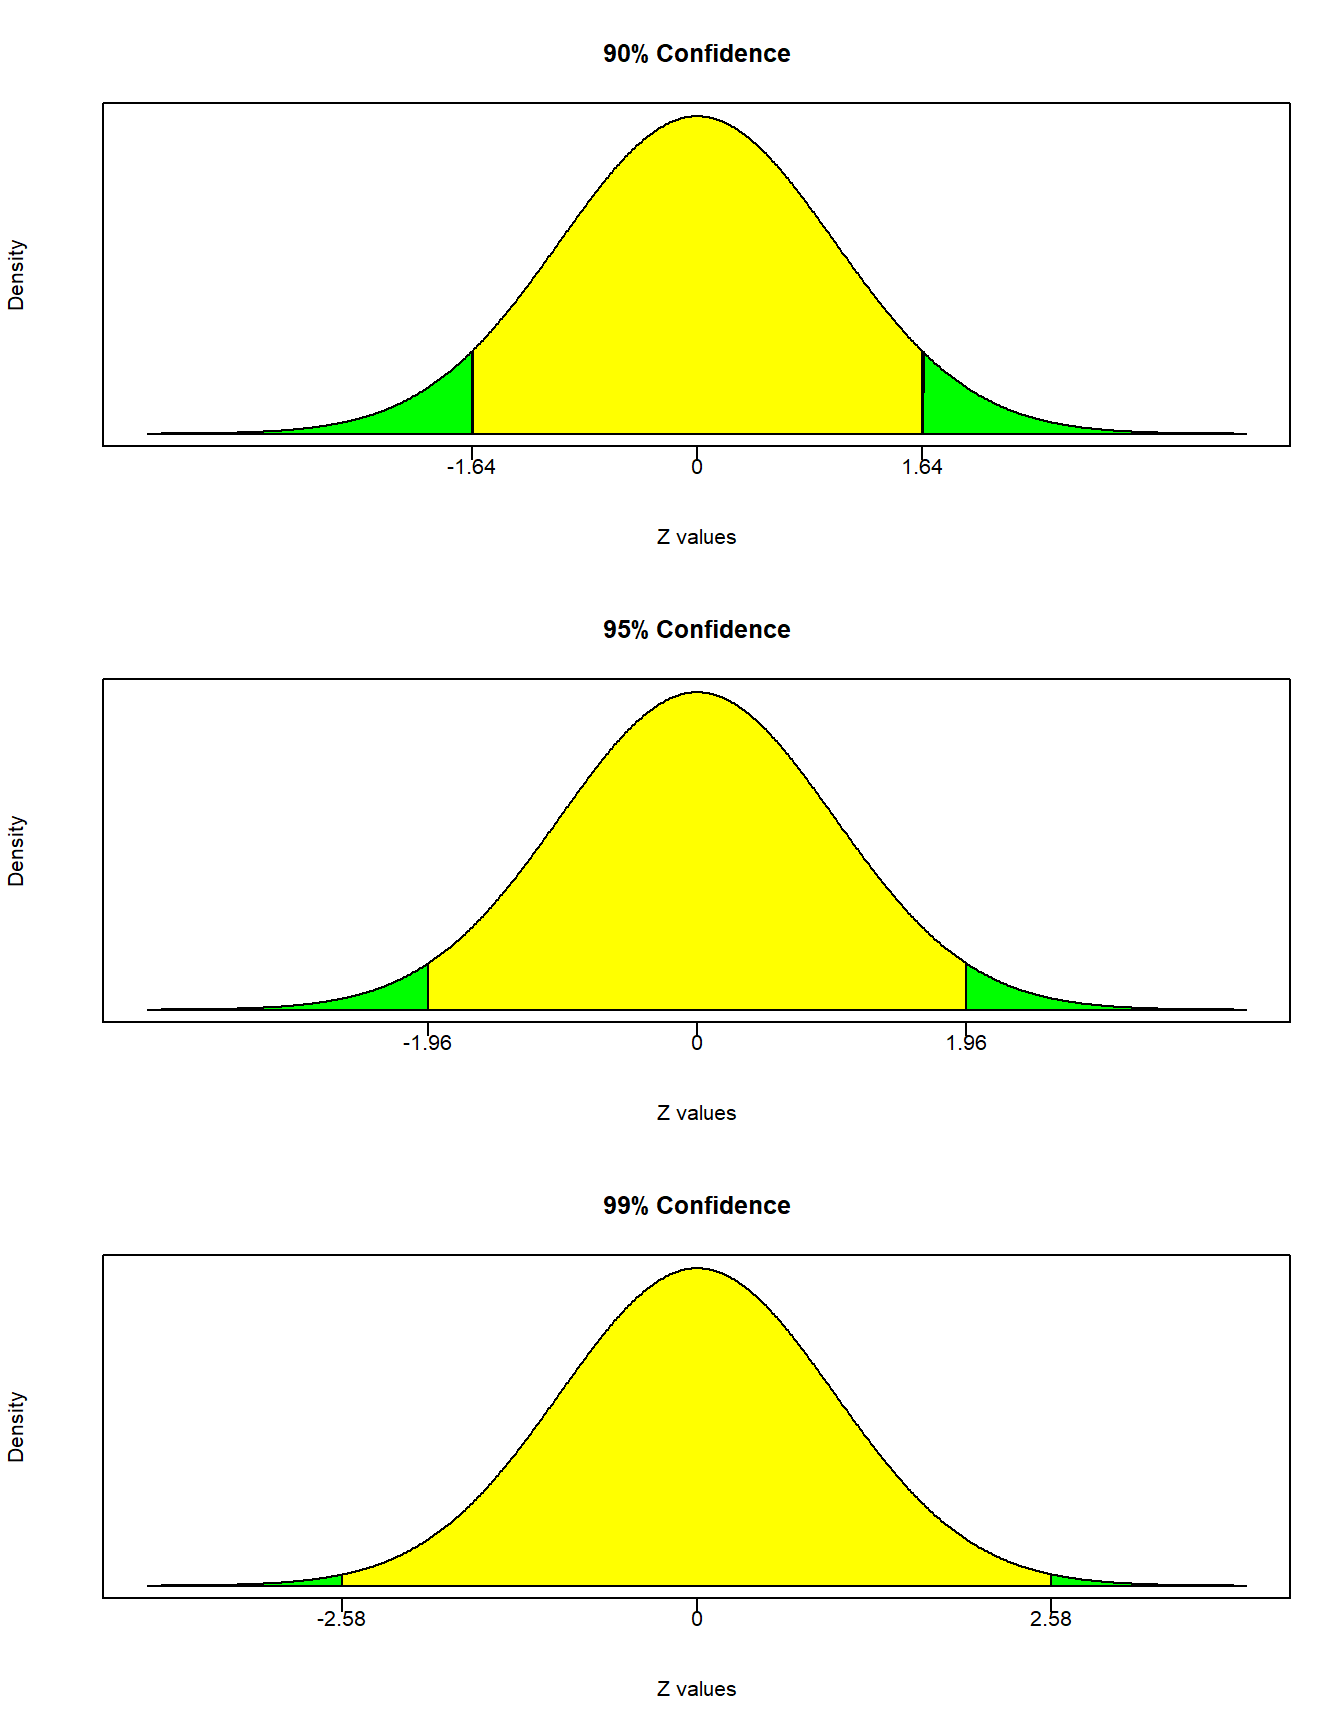 90% Confidence
Density
-1.64 0 1.64
Z values
95% Confidence
Density
-1.96 0 1.96
Z values
99% Confidence
Density
-2.58 0 2.58
Z values